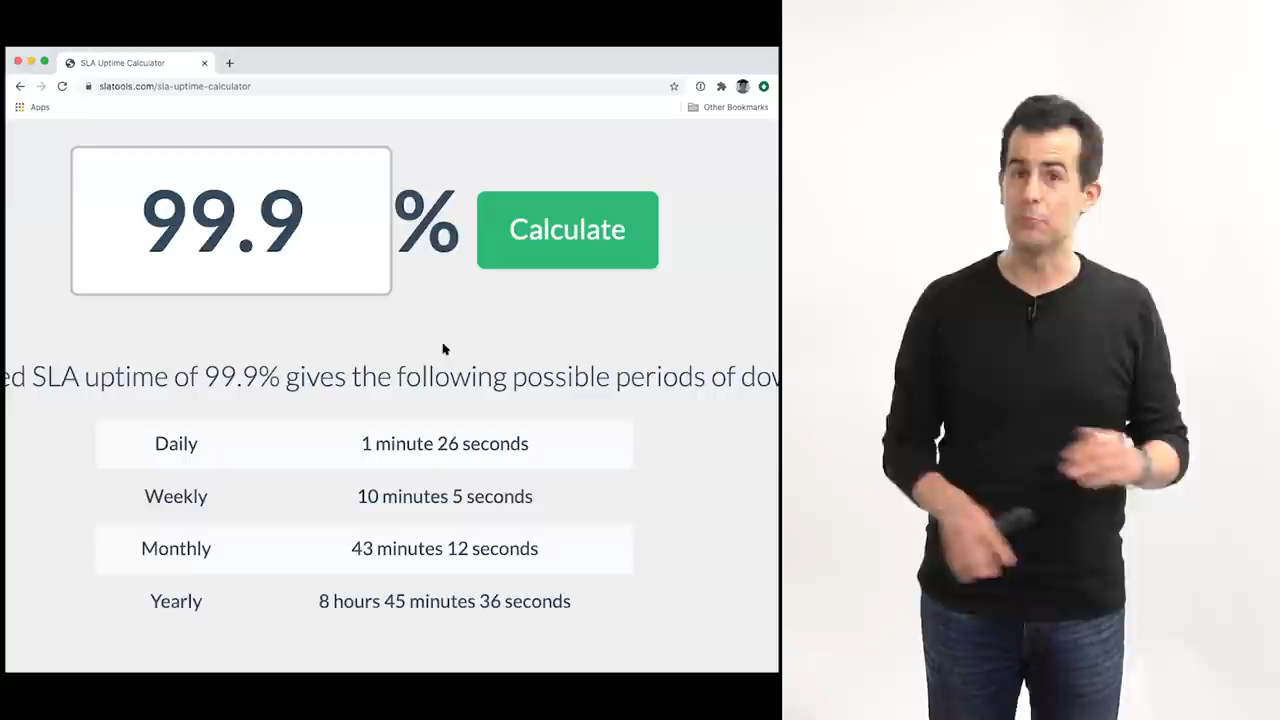 SLA Uptime Calculator
slatools.com/sla-uptime-calculator
Apps
Other Bookmarks
99.9 % Calculate
ed SLA uptime of 99.9% gives the following possible periods of dow
Daily 1 minute 26 seconds
Weekly 10 minutes 5 seconds
Monthly 43 minutes 12 seconds
Yearly 8 hours 45 minutes 36 seconds